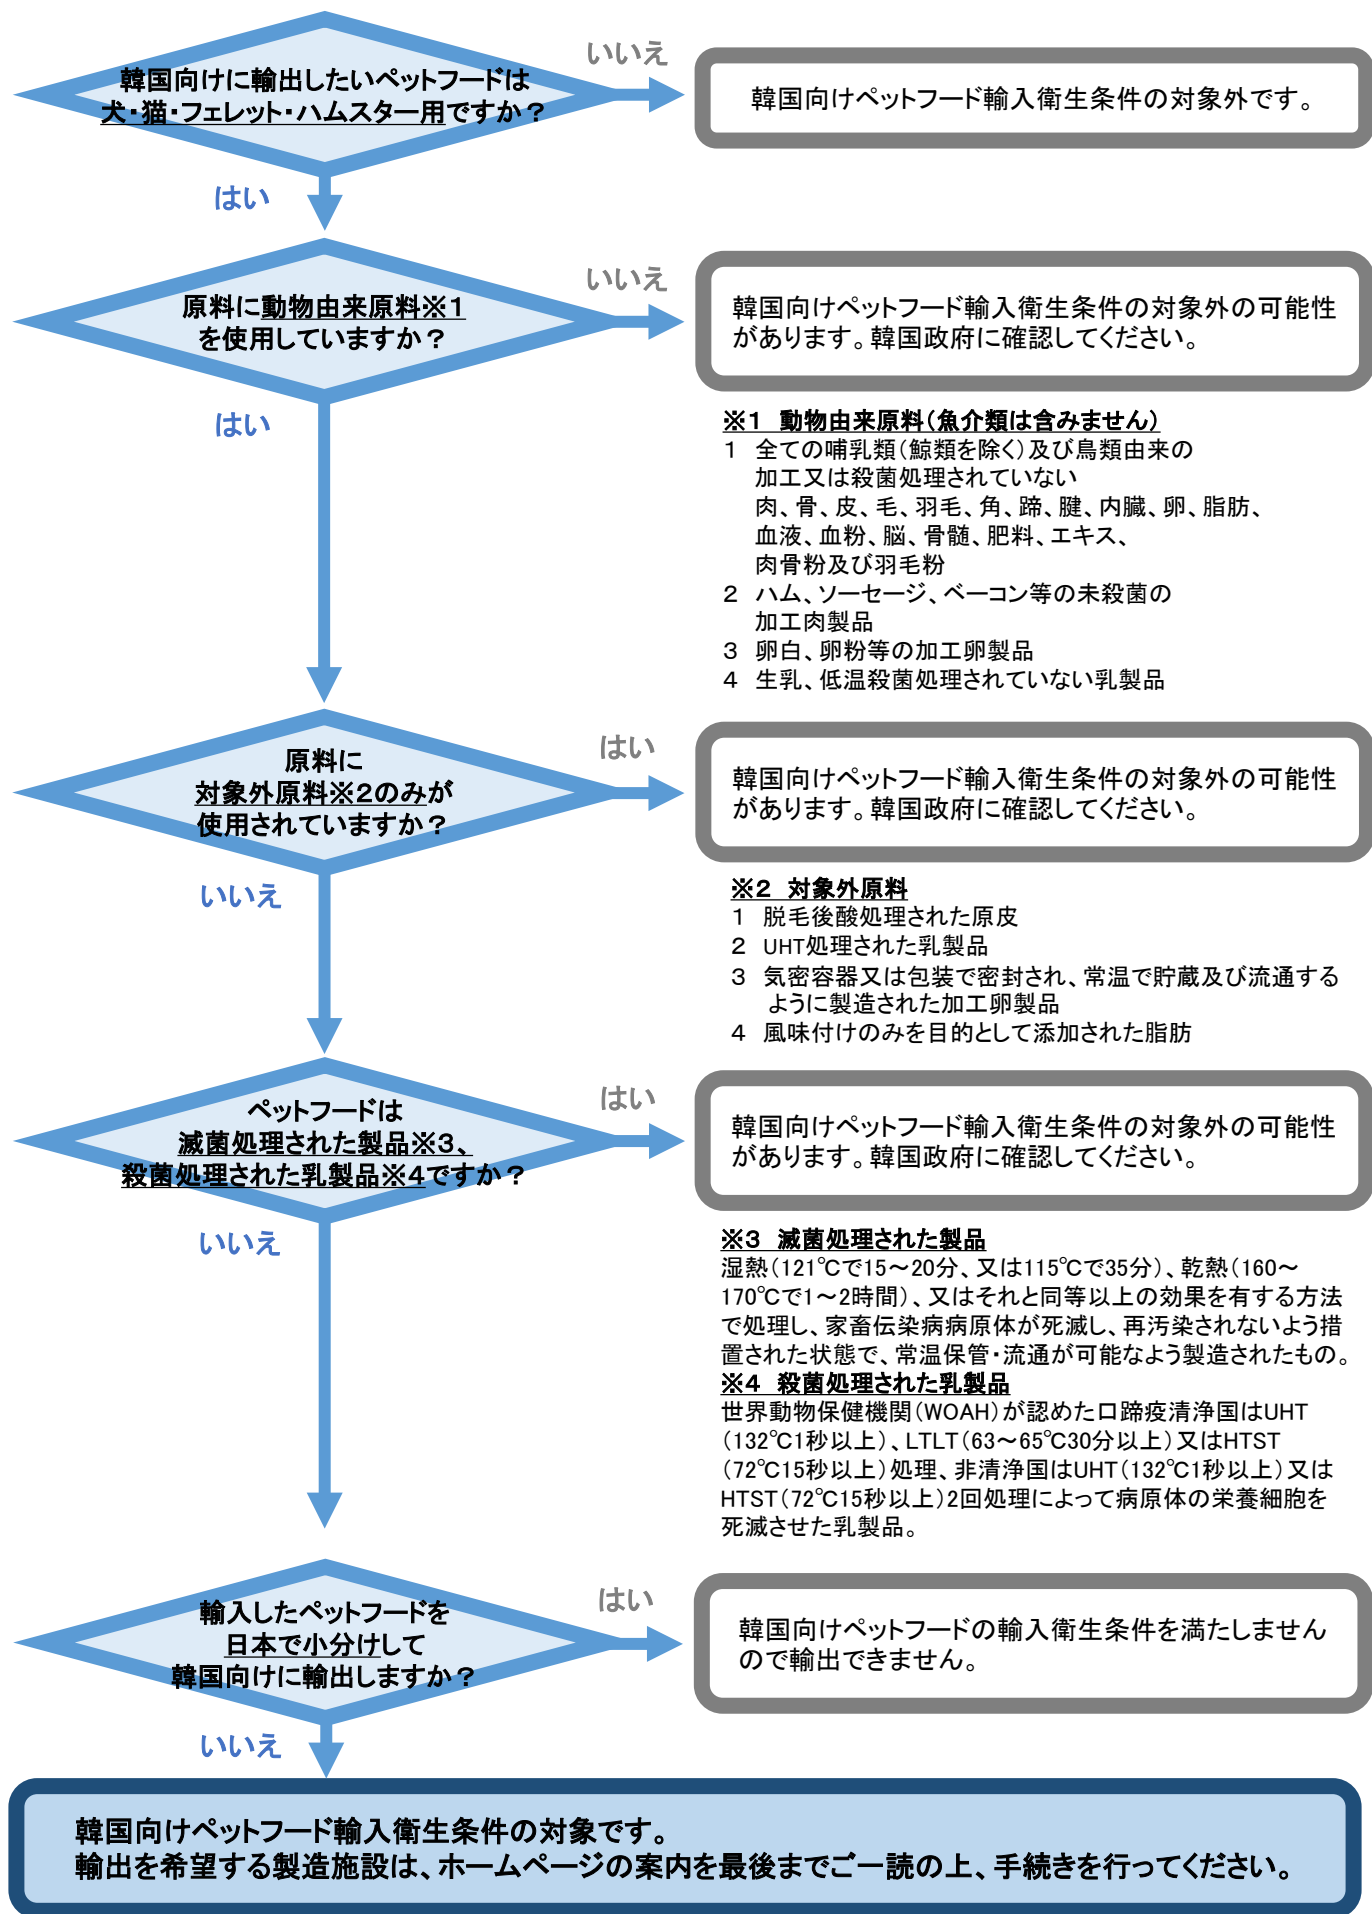 韓国向けに輸出したいペットフードは
犬・猫・フェレット・ハムスター用ですか？
いいえ
韓国向けペットフード輸入衛生条件の対象外です。
はい
原料に動物由来原料※１
を使用していますか？
いいえ
韓国向けペットフード輸入衛生条件の対象外の可能性
があります。韓国政府に確認してください。
はい
※１ 動物由来原料（魚介類は含みません）
１ 全ての哺乳類（鯨類を除く）及び鳥類由来の
加工又は殺菌処理されていない
肉、骨、皮、毛、羽毛、角、蹄、腱、内臓、卵、脂肪、
血液、血粉、脳、骨髄、肥料、エキス、
肉骨粉及び羽毛粉
２ ハム、ソーセージ、ベーコン等の未殺菌の
加工肉製品
３ 卵白、卵粉等の加工卵製品
４ 生乳、低温殺菌処理されていない乳製品
原料に
対象外原料※２のみが
使用されていますか？
はい
韓国向けペットフード輸入衛生条件の対象外の可能性
があります。韓国政府に確認してください。
いいえ
※２ 対象外原料
１ 脱毛後酸処理された原皮
２ UHT処理された乳製品
３ 気密容器又は包装で密封され、常温で貯蔵及び流通する
ように製造された加工卵製品
４ 風味付けのみを目的として添加された脂肪
ペットフードは
滅菌処理された製品※３、
殺菌処理された乳製品※４ですか？
はい
韓国向けペットフード輸入衛生条件の対象外の可能性
があります。韓国政府に確認してください。
いいえ
※３ 滅菌処理された製品
湿熱（121℃で15～20分、又は115℃で35分）、乾熱（160～
170℃で1～2時間）、又はそれと同等以上の効果を有する方法
で処理し、家畜伝染病病原体が死滅し、再汚染されないよう措
置された状態で、常温保管・流通が可能なよう製造されたもの。
※４ 殺菌処理された乳製品
世界動物保健機関（WOAH）が認めた口蹄疫清浄国はUHT
（132℃1秒以上）、LTLT（63～65℃30分以上）又はHTST
（72℃15秒以上）処理、非清浄国はUHT（132℃1秒以上）又は
HTST（72℃15秒以上）2回処理によって病原体の栄養細胞を
死滅させた乳製品。
輸入したペットフードを
日本で小分けして
韓国向けに輸出しますか？
はい
韓国向けペットフードの輸入衛生条件を満たしません
ので輸出できません。
いいえ
韓国向けペットフード輸入衛生条件の対象です。
輸出を希望する製造施設は、ホームページの案内を最後までご一読の上、手続きを行ってください。